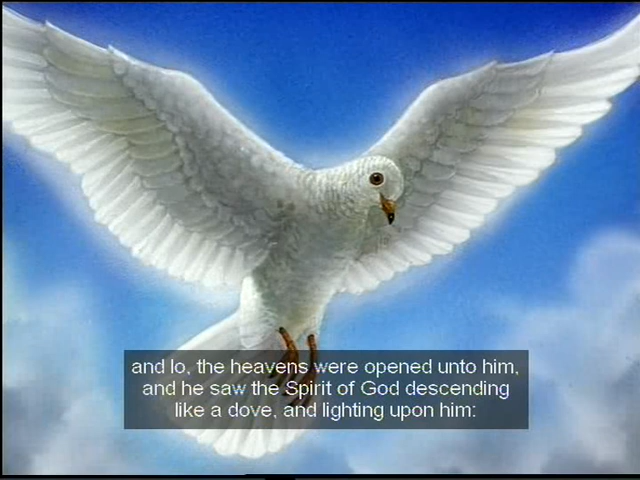 and lo, the heavens were opened unto him,
and he saw the Spirit of God descending
like a dove, and lighting upon him: